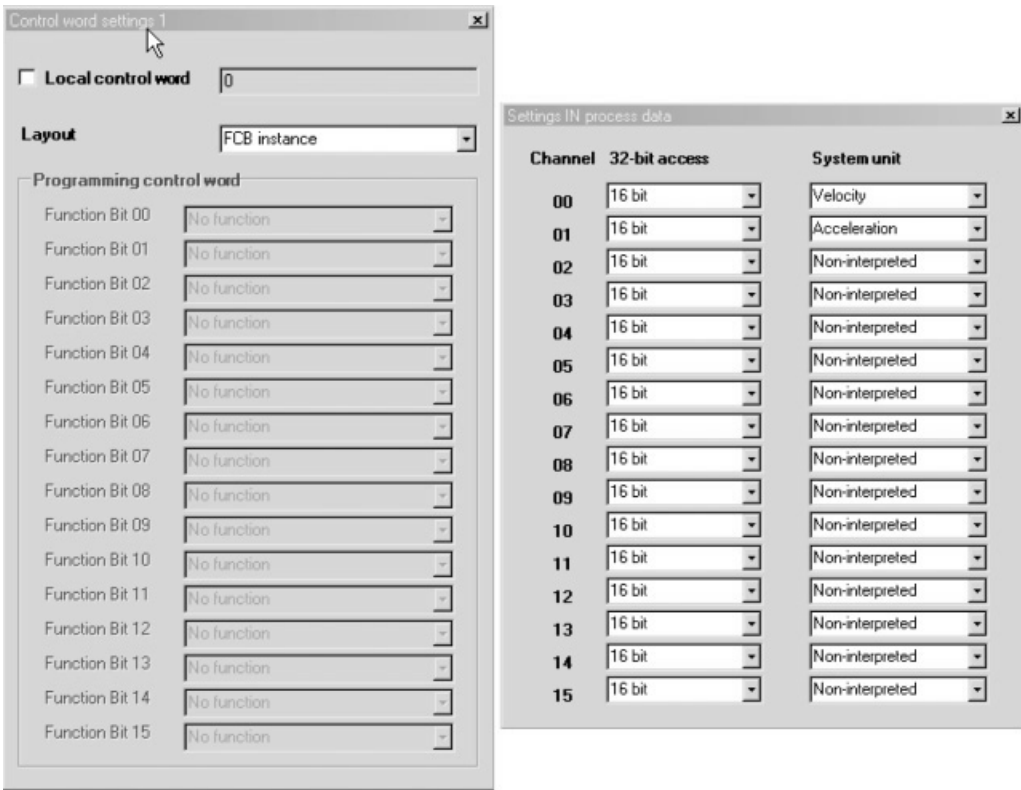 Control word settings 1
Local control word 0
Layout FCB instance
Programming control word
Function Bit 00 No function
Function Bit 01 No function
Function Bit 02 No function
Function Bit 03 No function
Function Bit 04 No function
Function Bit 05 No function
Function Bit 06 No function
Function Bit 07 No function
Function Bit 08 No function
Function Bit 09 No function
Function Bit 10 No function
Function Bit 11 No function
Function Bit 12 No function
Function Bit 13 No function
Function Bit 14 No function
Function Bit 15 No function
Settings IN process data
Channel 32-bit access System unit
00 16 bit Velocity
01 16 bit Acceleration
02 16 bit Non-interpreted
03 16 bit Non-interpreted
04 16 bit Non-interpreted
05 16 bit Non-interpreted
06 16 bit Non-interpreted
07 16 bit Non-interpreted
08 16 bit Non-interpreted
09 16 bit Non-interpreted
10 16 bit Non-interpreted
11 16 bit Non-interpreted
12 16 bit Non-interpreted
13 16 bit Non-interpreted
14 16 bit Non-interpreted
15 16 bit Non-interpreted